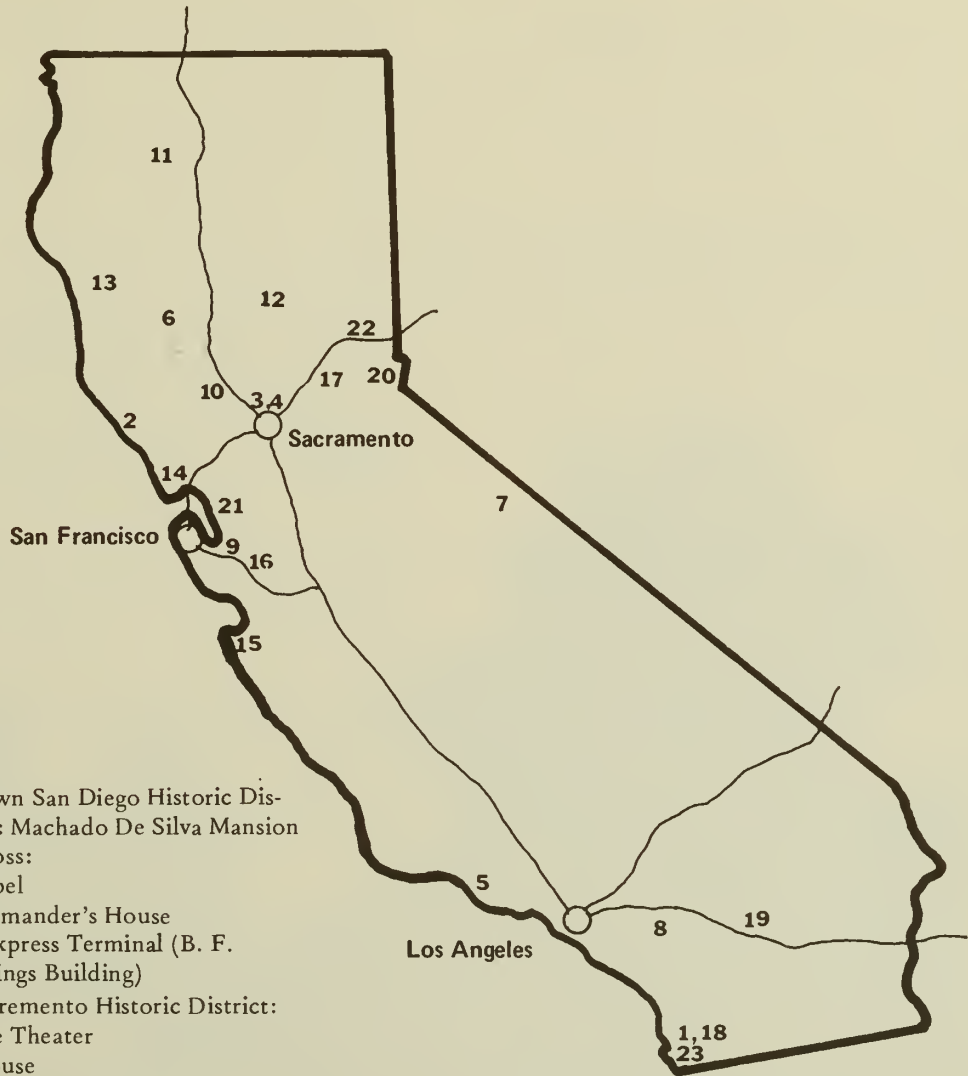 11
13
12
6
22
20
17
10
3,4
2
Sacramento
14
7
21
San Francisco
9
16
15
wn San Diego Historic Dis-
: Machado De Silva Mansion
oss:
pel
5
mander's House
19
8
xpress Terminal (B. F.
Los Angeles
ings Building)
cremento Historic District:
e Theater
1,18
use
23